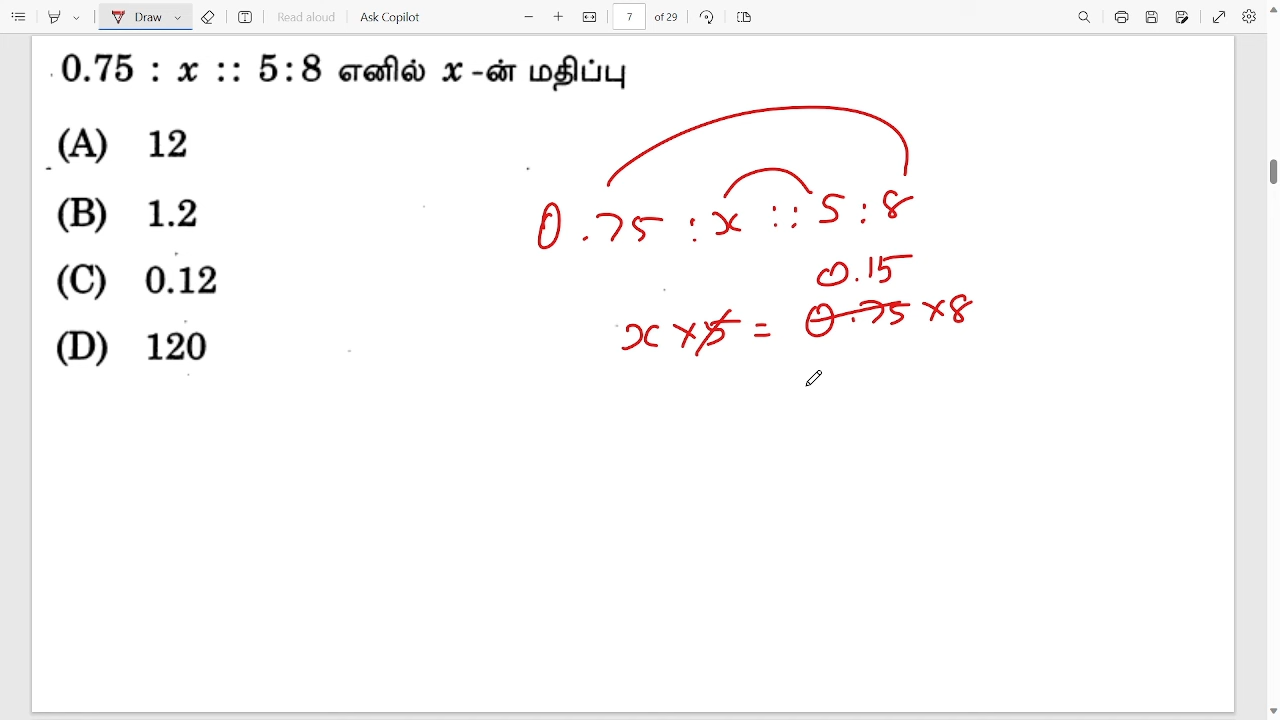 Draw
Read aloud
Ask Copilot
7
of 29
0.75 : x :: 5:8 எனில் x -ன் மதிப்பு
(A) 12
(B) 1.2
(C) 0.12
(D) 120
0.75 : x :: 5 : 8
0.15
x × 5 = 0.75 × 8